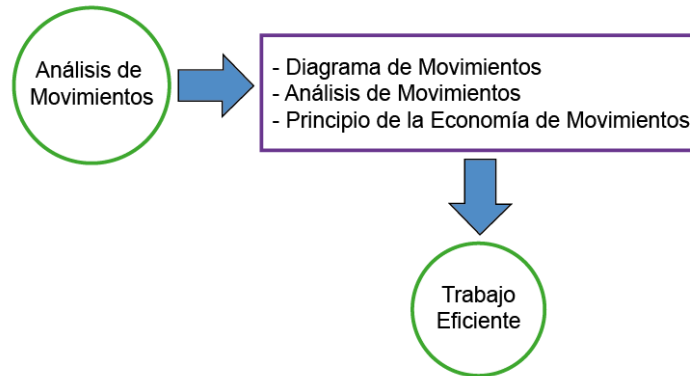 Análisis de
Movimientos
- Diagrama de Movimientos
- Análisis de Movimientos
- Principio de la Economía de Movimientos
Trabajo
Eficiente